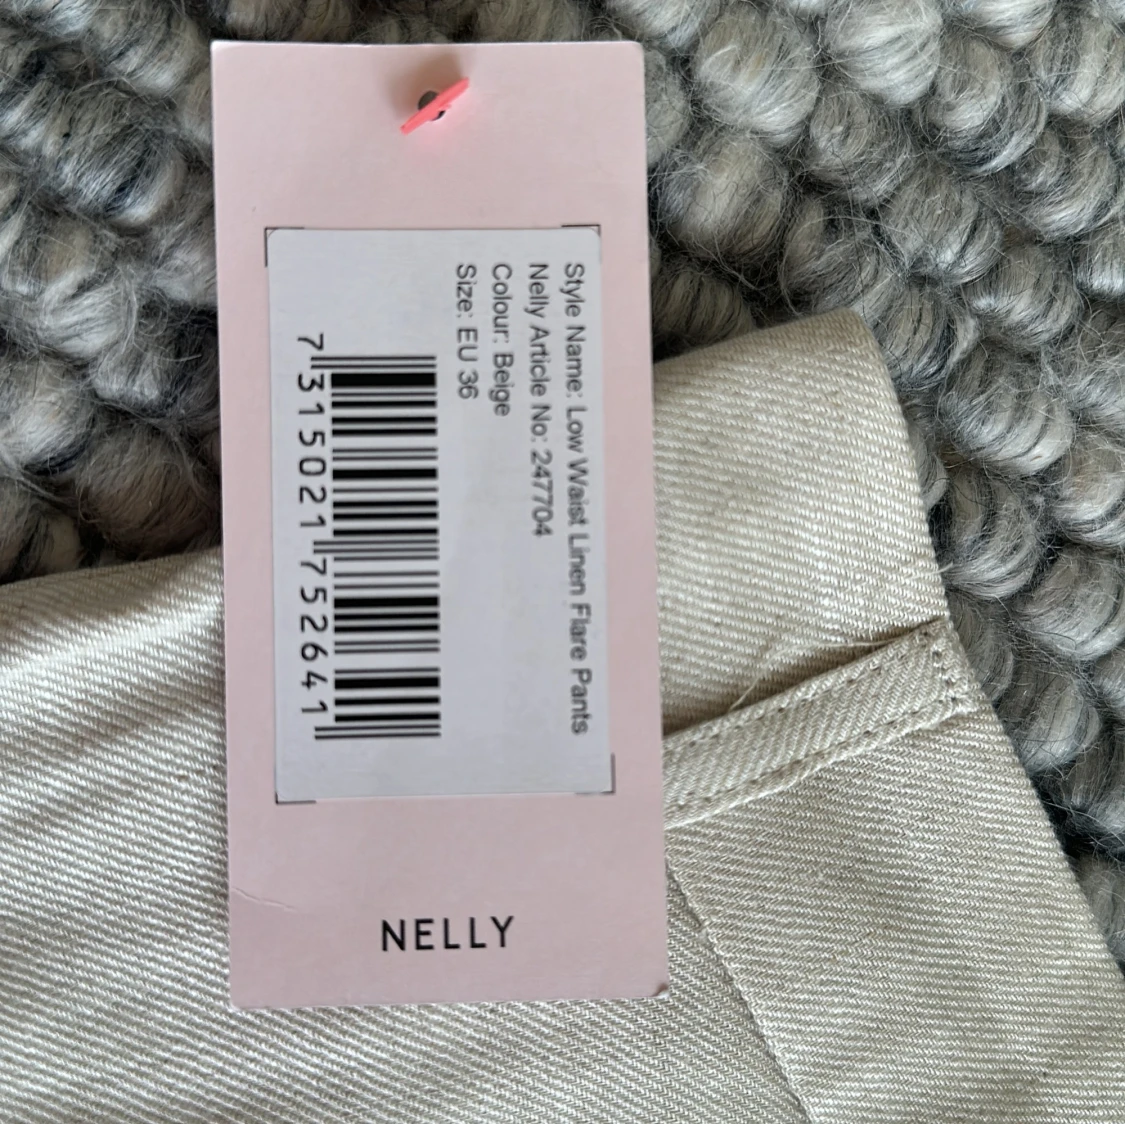 Style Name: Low Waist Linen Flare Pants
Nelly Article No: 247704
Colour: Beige
Size: EU 36
7 315021 752641
NELLY